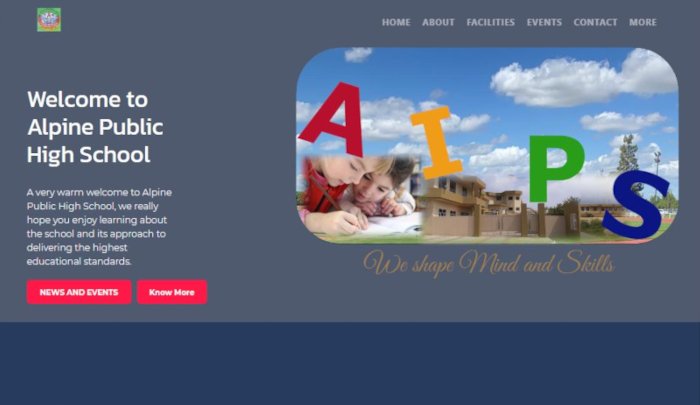 HOME ABOUT FACILITIES EVENTS CONTACT MORE
Welcome to
Alpine Public
High School
A very warm welcome to Alpine
Public High School, we really
hope you enjoy learning about
the school and its approach to
delivering the highest
educational standards.
NEWS AND EVENTS Know More
A I P S
We shape Mind and Skills